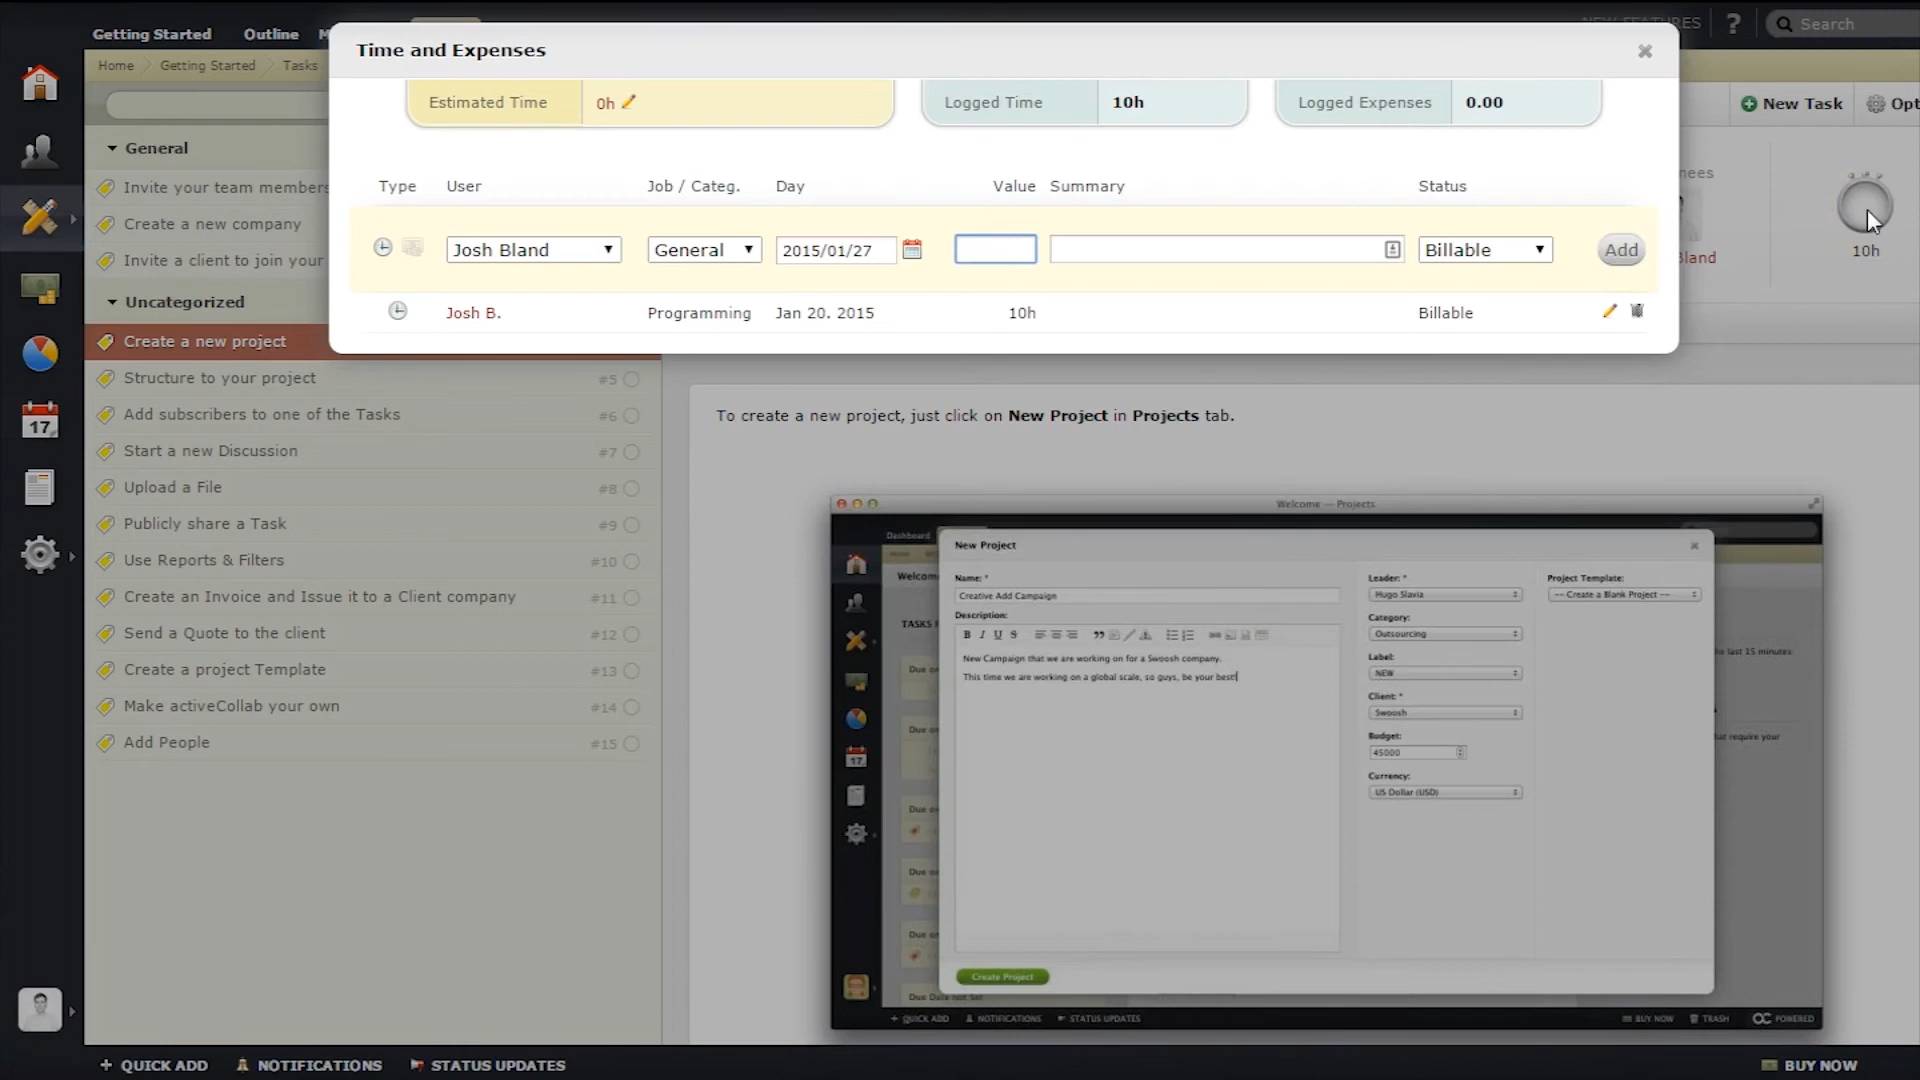 Getting Started Outline
NEW FEATURES ? Search
Time and Expenses
Home Getting Started Tasks
Estimated Time 0h Logged Time 10h Logged Expenses 0.00
New Task
General
Type User Job / Categ. Day Value Summary Status
Invite your team members
Create a new company
Josh Bland General 2015/01/27 Billable Add
10h
Invite a client to join your
Uncategorized
Josh B. Programming Jan 20. 2015 10h Billable
Create a new project
Structure to your project #5
Add subscribers to one of the Tasks #6
Start a new Discussion #7
Upload a File #8
Publicly share a Task #9
Use Reports & Filters #10
Create an Invoice and Issue it to a Client company #11
Send a Quote to the client #12
Create a project Template #13
Make activeCollab your own #14
Add People #15
17
To create a new project, just click on New Project in Projects tab.
Welcome — Projects
Dashboard
New Project
Name: * Leader: * Project Template:
Creative Add Campaign Hugo Slavia -- Create a Blank Project --
Description: Category:
B I U S Outsourcing
New Campaign that we are working on for a Swoosh company. Label:
This time we are working on a global scale, so guys, be your best! NEW
Client: *
Swoosh
Budget:
45000
Currency:
US Dollar (USD)
he last 15 minutes
hat require your
17
Create Project
Due Date not Set
QUICK ADD NOTIFICATIONS STATUS UPDATES BUY NOW TRASH POWERED
+ QUICK ADD NOTIFICATIONS STATUS UPDATES BUY NOW